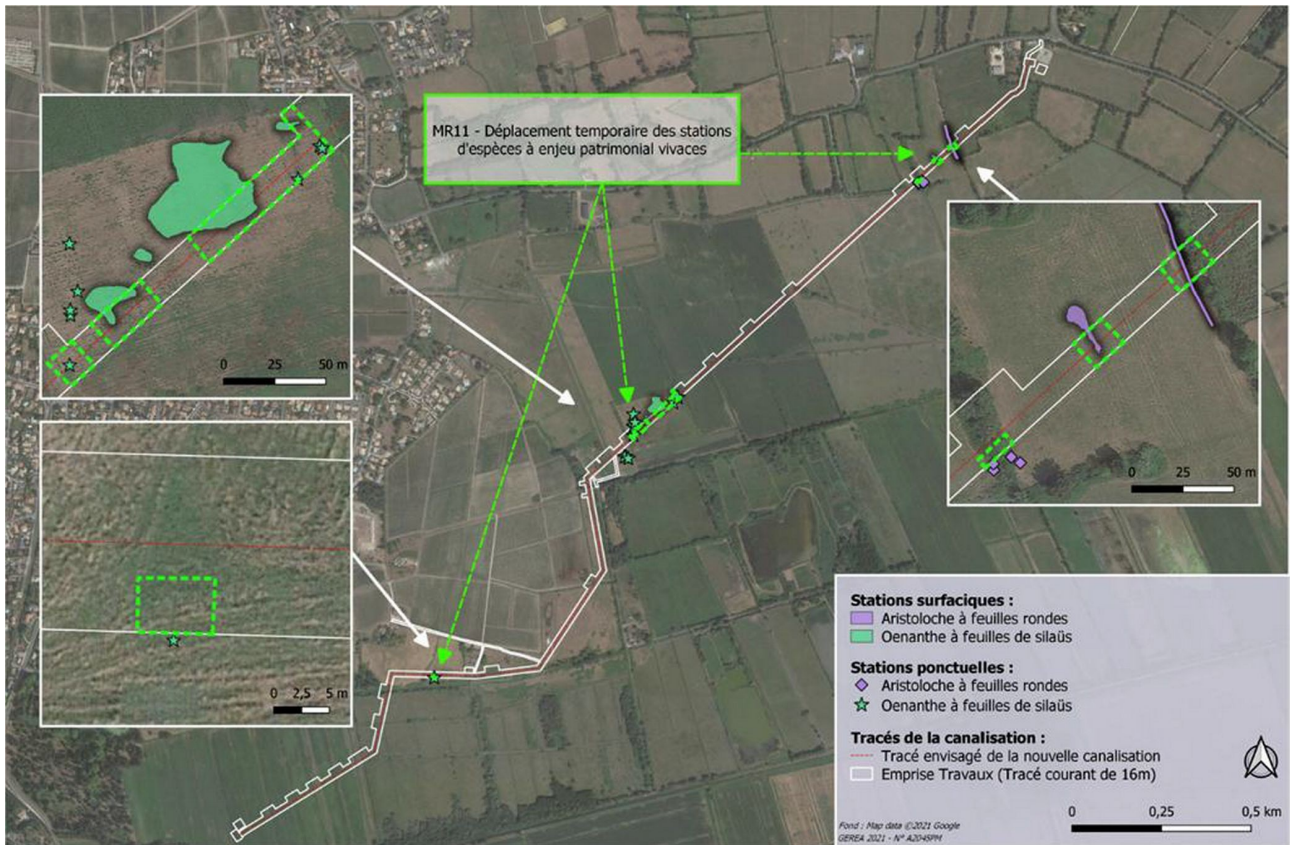 MR11 - Déplacement temporaire des stations
d'espèces à enjeu patrimonial vivaces
0 25 50 m
0 2,5 5 m
0 25 50 m
Stations surfaciques :
Aristoloche à feuilles rondes
Oenanthe à feuilles de silaüs
Stations ponctuelles :
Aristoloche à feuilles rondes
Oenanthe à feuilles de silaüs
Tracés de la canalisation :
Tracé envisagé de la nouvelle canalisation
Emprise Travaux (Tracé courant de 16m)
0 0,25 0,5 km
Fond : Map data ©2021 Google
GEREA 2021 - N° A2045PM